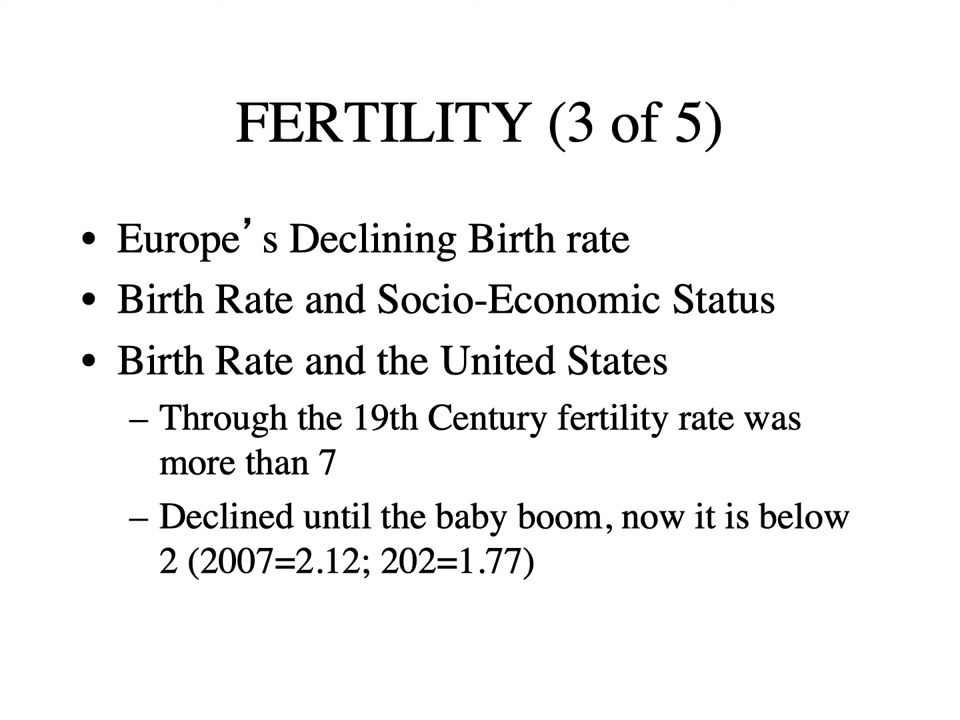 FERTILITY (3 of 5)
• Europe’s Declining Birth rate
• Birth Rate and Socio-Economic Status
• Birth Rate and the United States
– Through the 19th Century fertility rate was
more than 7
– Declined until the baby boom, now it is below
2 (2007=2.12; 202=1.77)